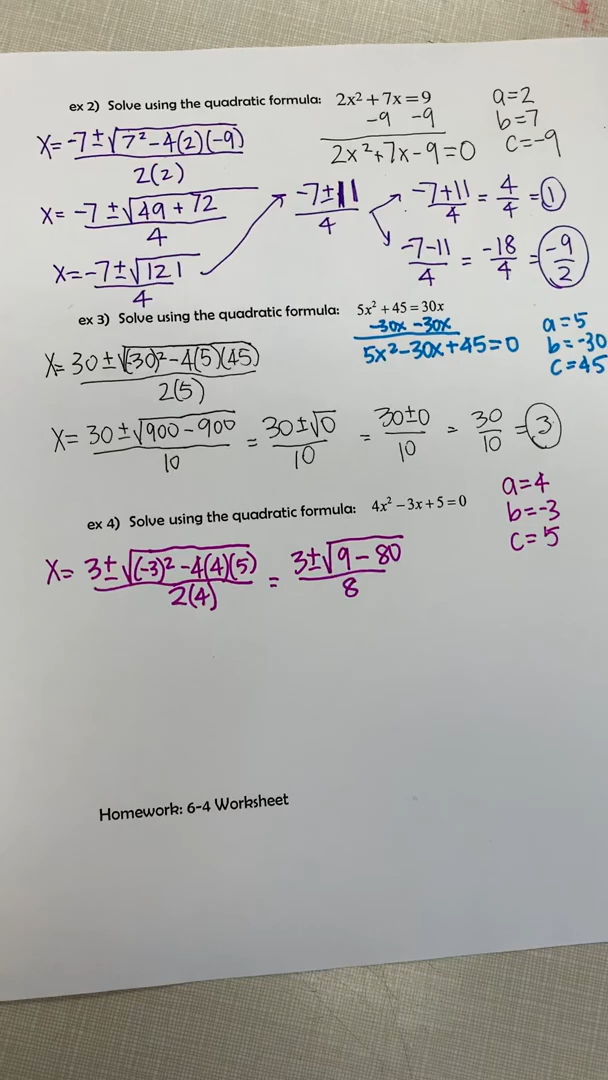 ex 2) Solve using the quadratic formula: 2x² + 7x = 9
-9 -9
2x² + 7x - 9 = 0
a=2
b=7
c=-9
x = (-7 ± √(7² - 4(2)(-9))) / 2(2)
x = (-7 ± √(49 + 72)) / 4
x = (-7 ± √121) / 4
(-7 ± 11) / 4
(-7+11) / 4 = 4/4 = 1
(-7-11) / 4 = -18/4 = -9/2
ex 3) Solve using the quadratic formula: 5x² + 45 = 30x
-30x -30x
5x² - 30x + 45 = 0
a=5
b=-30
c=45
x = (30 ± √((-30)² - 4(5)(45))) / 2(5)
x = (30 ± √(900 - 900)) / 10 = (30 ± √0) / 10 = (30 ± 0) / 10 = 30/10 = 3
ex 4) Solve using the quadratic formula: 4x² - 3x + 5 = 0
a=4
b=-3
c=5
x = (3 ± √((-3)² - 4(4)(5))) / 2(4) = (3 ± √(9 - 80)) / 8
Homework: 6-4 Worksheet